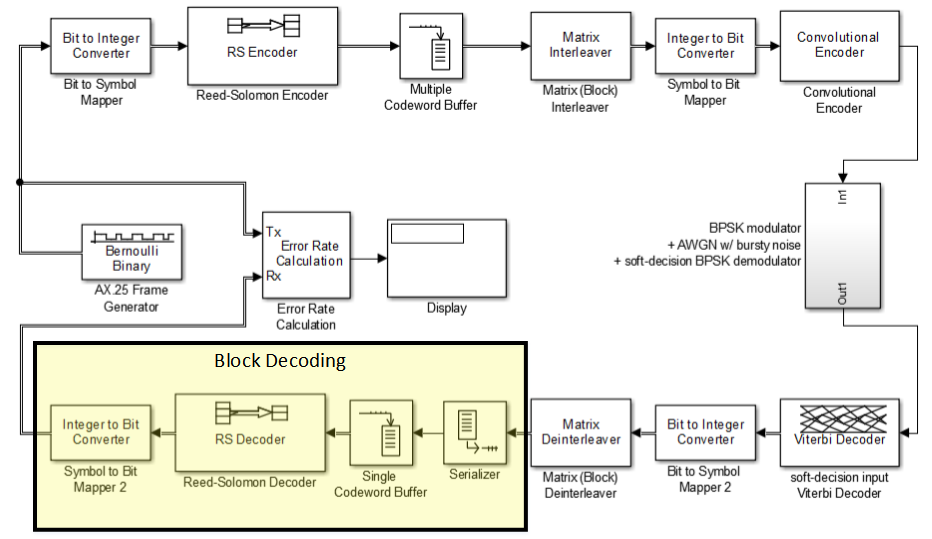 Bit to Integer
Converter
Bit to Symbol
Mapper
RS Encoder
Reed-Solomon Encoder
Multiple
Codeword Buffer
Matrix
Interleaver
Matrix (Block)
Interleaver
Integer to Bit
Converter
Symbol to Bit
Mapper
Convolutional
Encoder
Convolutional
Encoder
In1
Out1
BPSK modulator
+ AWGN w/ bursty noise
+ soft-decision BPSK demodulator
Bernoulli
Binary
AX.25 Frame
Generator
Tx
Error Rate
Calculation
Rx
Error Rate
Calculation
Display
Block Decoding
Integer to Bit
Converter
Symbol to Bit
Mapper 2
RS Decoder
Reed-Solomon Decoder
Single
Codeword Buffer
Serializer
Matrix
Deinterleaver
Matrix (Block)
Deinterleaver
Bit to Integer
Converter
Bit to Symbol
Mapper 2
Viterbi Decoder
soft-decision input
Viterbi Decoder